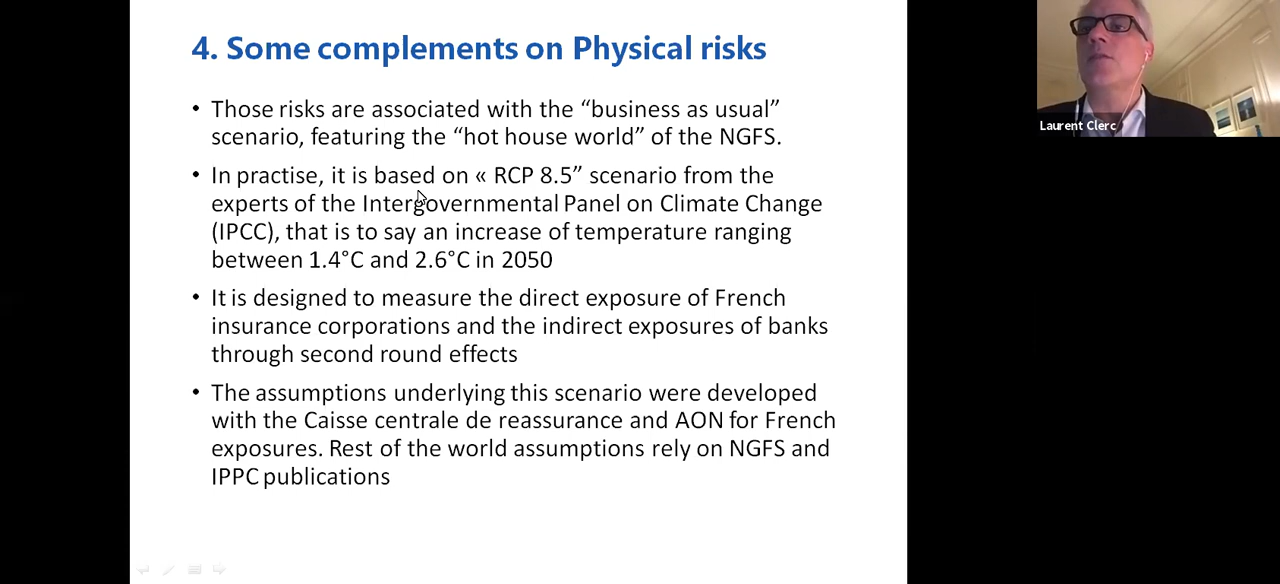 4. Some complements on Physical risks
• Those risks are associated with the “business as usual”
scenario, featuring the “hot house world” of the NGFS.
• In practise, it is based on « RCP 8.5” scenario from the
experts of the Intergovernmental Panel on Climate Change
(IPCC), that is to say an increase of temperature ranging
between 1.4°C and 2.6°C in 2050
• It is designed to measure the direct exposure of French
insurance corporations and the indirect exposures of banks
through second round effects
• The assumptions underlying this scenario were developed
with the Caisse centrale de reassurance and AON for French
exposures. Rest of the world assumptions rely on NGFS and
IPPC publications
Laurent Clerc